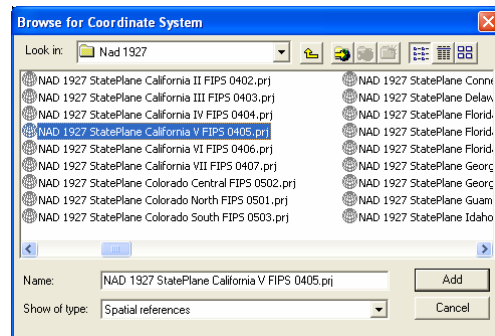 Browse for Coordinate System
Look in: Nad 1927
NAD 1927 StatePlane California II FIPS 0402.prj
NAD 1927 StatePlane California III FIPS 0403.prj
NAD 1927 StatePlane California IV FIPS 0404.prj
NAD 1927 StatePlane California V FIPS 0405.prj
NAD 1927 StatePlane California VI FIPS 0406.prj
NAD 1927 StatePlane California VII FIPS 0407.prj
NAD 1927 StatePlane Colorado Central FIPS 0502.prj
NAD 1927 StatePlane Colorado North FIPS 0501.prj
NAD 1927 StatePlane Colorado South FIPS 0503.prj
NAD 1927 StatePlane Conne
NAD 1927 StatePlane Delaw
NAD 1927 StatePlane Florid
NAD 1927 StatePlane Florid
NAD 1927 StatePlane Florid
NAD 1927 StatePlane Georg
NAD 1927 StatePlane Georg
NAD 1927 StatePlane Guam
NAD 1927 StatePlane Idaho
Name: NAD 1927 StatePlane California V FIPS 0405.prj Add
Show of type: Spatial references Cancel